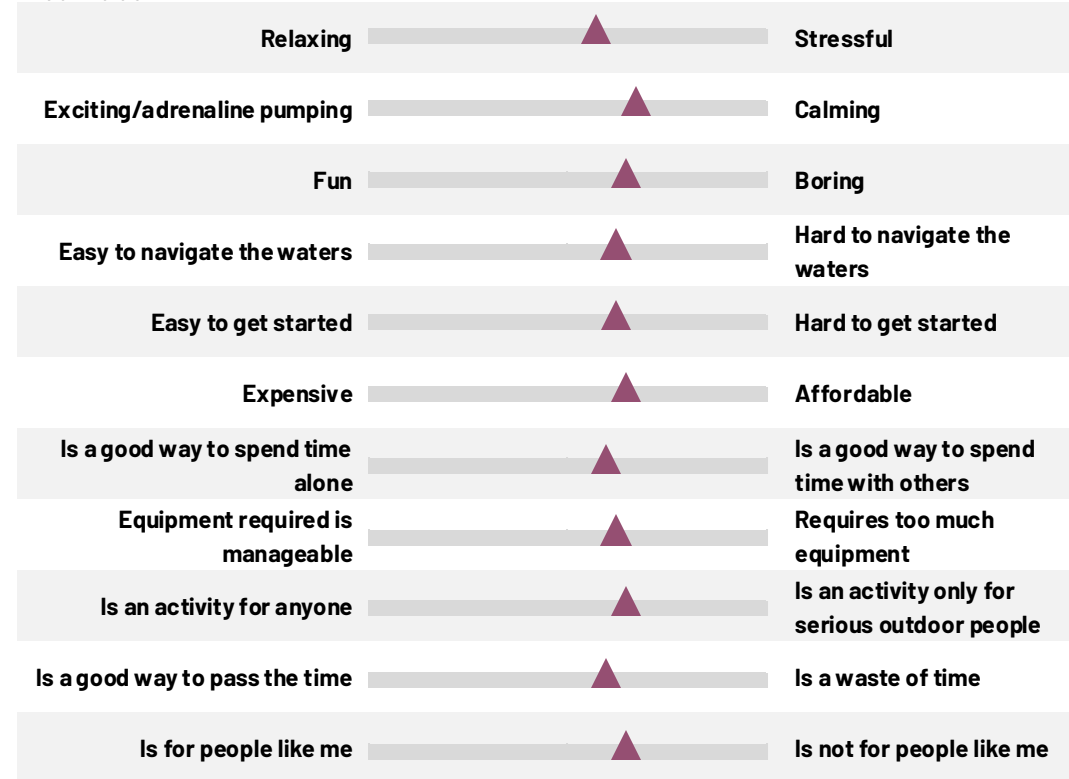 Relaxing
Stressful
Exciting/adrenaline pumping
Calming
Fun
Boring
Easy to navigate the waters
Hard to navigate the
waters
Easy to get started
Hard to get started
Expensive
Affordable
Is a good way to spend time
alone
Is a good way to spend
time with others
Equipment required is
manageable
Requires too much
equipment
Is an activity for anyone
Is an activity only for
serious outdoor people
Is a good way to pass the time
Is a waste of time
Is for people like me
Is not for people like me